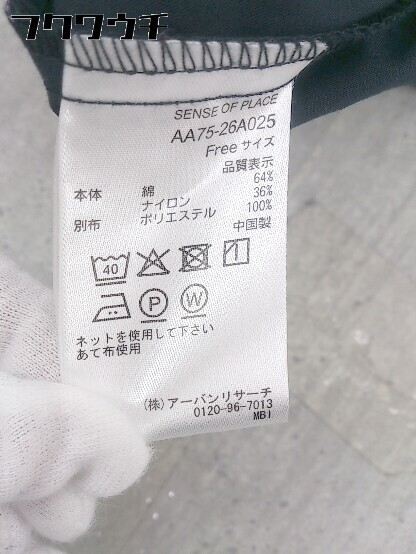 フクワウチ
SENSE OF PLACE
AA75-26A025
Free サイズ
品質表示
本体 綿 64%
ナイロン 36%
別布 ポリエステル 100%
中国製
40
P W
ネットを使用して下さい
あて布使用
(株) アーバンリサーチ
0120-96-7013
MB1